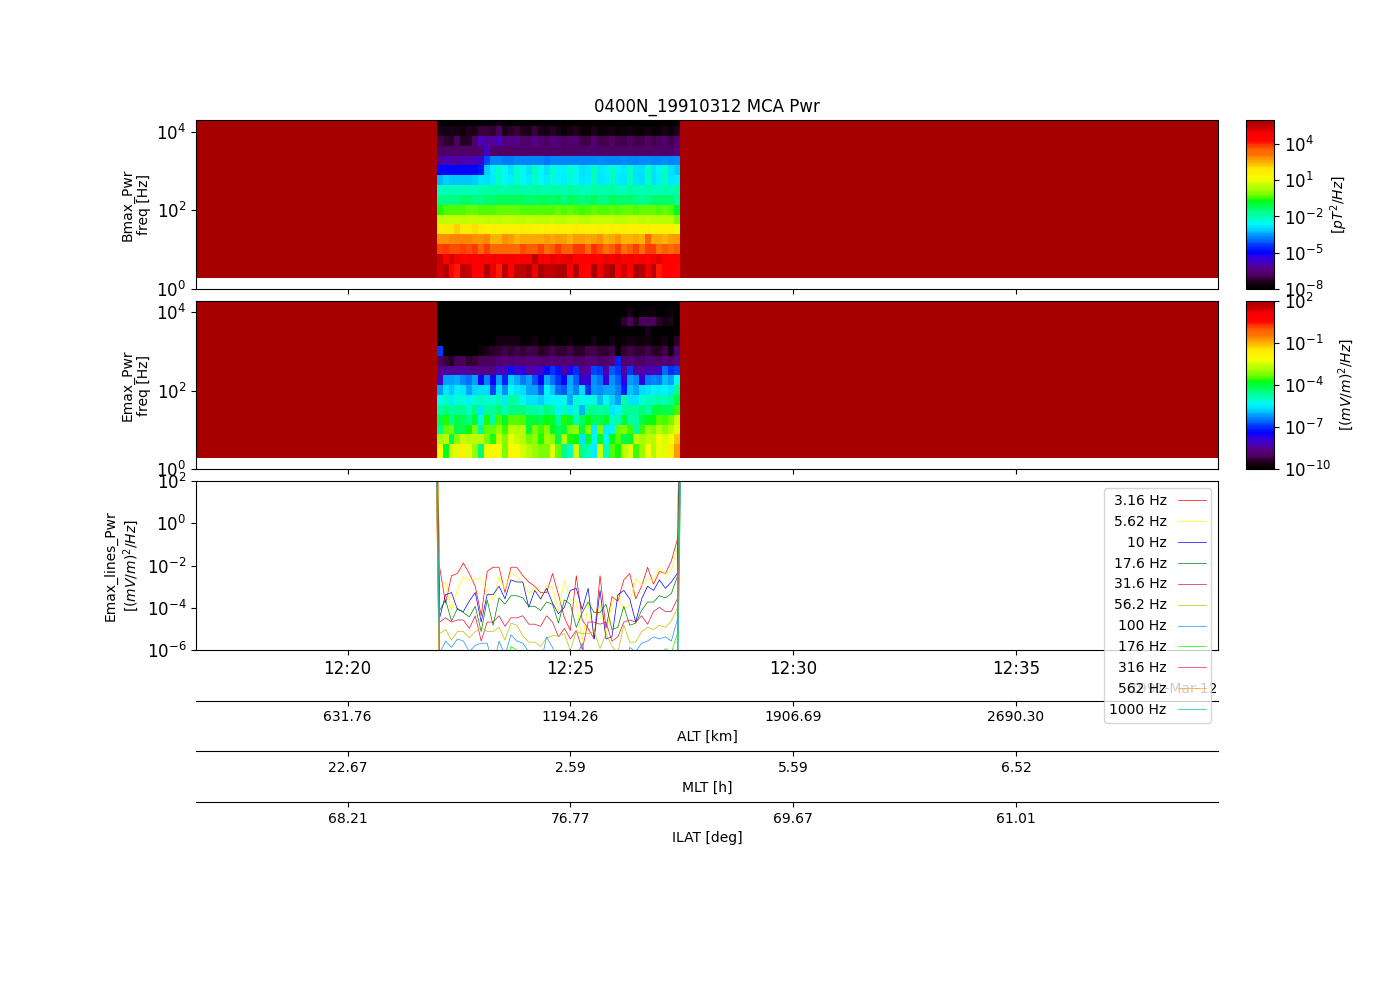 0400N_19910312 MCA Pwr
10^4
10^2
10^0
Bmax_Pwr
freq [Hz]
10^4
10^1
10^-2
10^-5
10^-8
[pT^2/Hz]
10^4
10^2
10^0
Emax_Pwr
freq [Hz]
10^2
10^-1
10^-4
10^-7
10^-10
[(mV/m)^2/Hz]
10^2
10^0
10^-2
10^-4
10^-6
Emax_lines_Pwr
[(mV/m)^2/Hz]
3.16 Hz
5.62 Hz
10 Hz
17.6 Hz
31.6 Hz
56.2 Hz
100 Hz
176 Hz
316 Hz
562 Hz
1000 Hz
12:20 12:25 12:30 12:35
-Mar-12
631.76 1194.26 1906.69 2690.30
ALT [km]
22.67 2.59 5.59 6.52
MLT [h]
68.21 76.77 69.67 61.01
ILAT [deg]